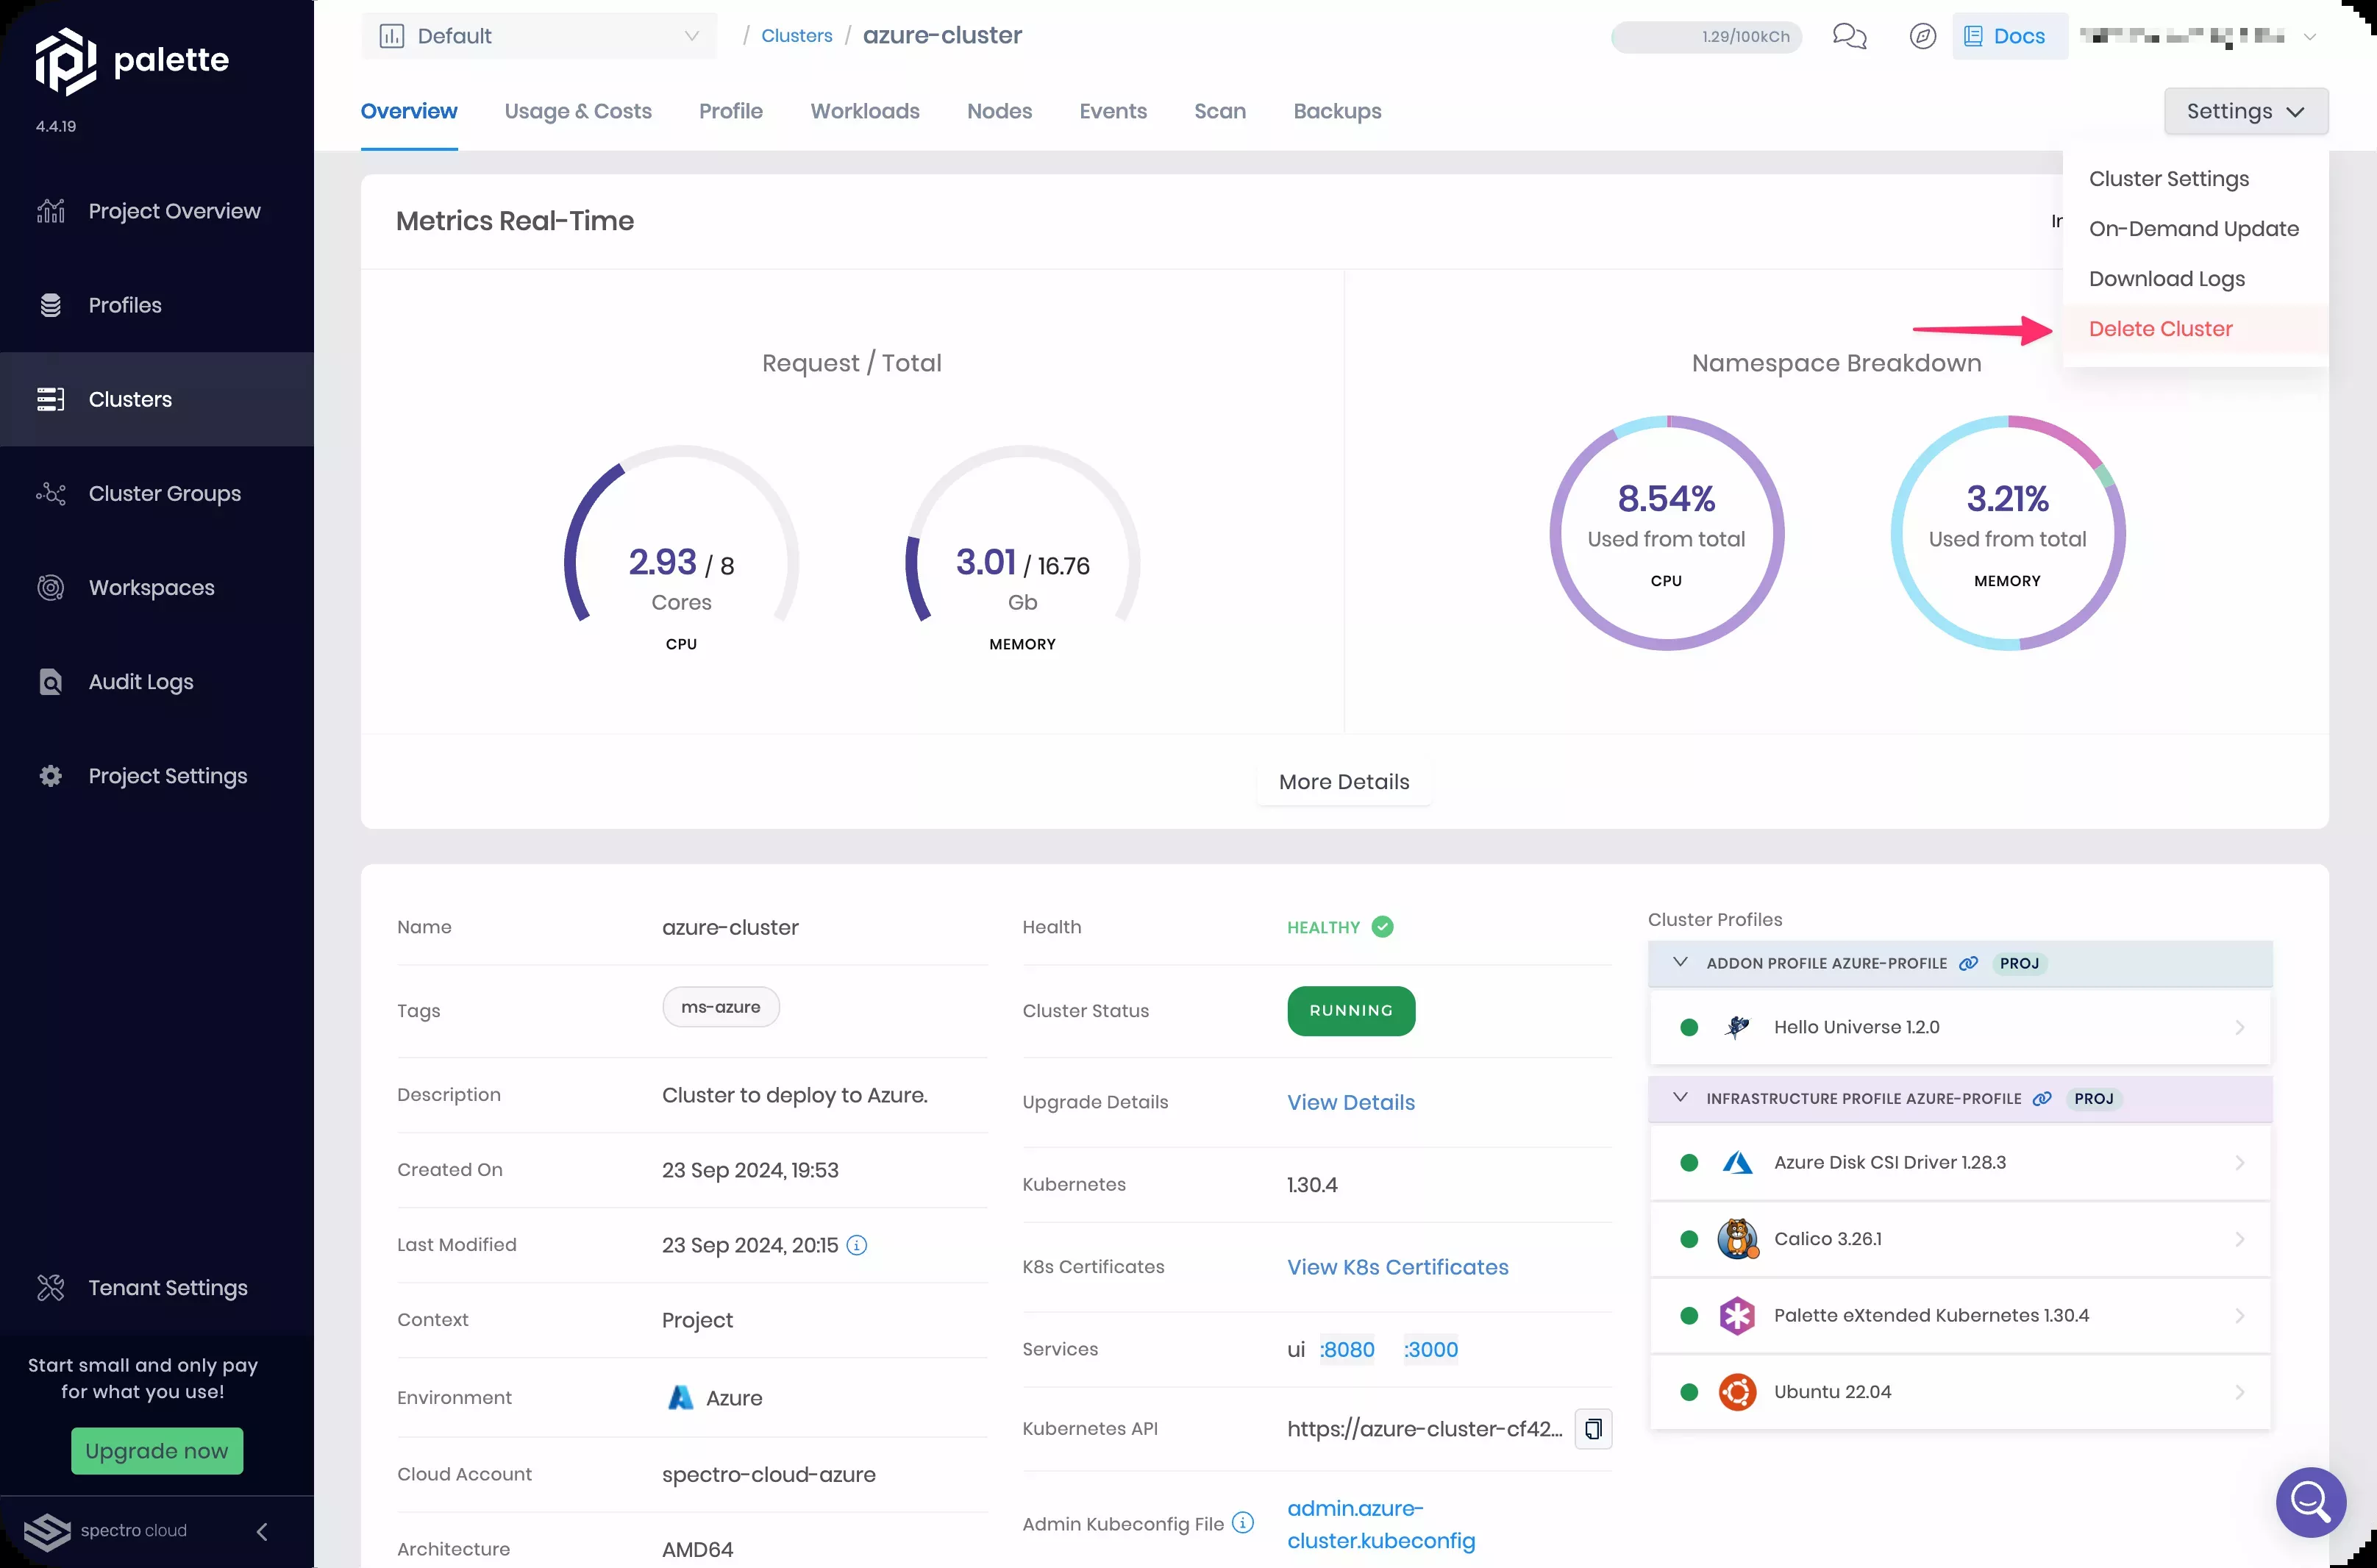 palette
4.4.19
Project Overview
Profiles
Clusters
Cluster Groups
Workspaces
Audit Logs
Project Settings
Tenant Settings
Start small and only pay
for what you use!
Upgrade now
spectro cloud
Default
/ Clusters / azure-cluster
1.29/100kCh
Docs
Overview
Usage & Costs
Profile
Workloads
Nodes
Events
Scan
Backups
Settings
Cluster Settings
On-Demand Update
Download Logs
Delete Cluster
Metrics Real-Time
Request / Total
2.93 / 8
Cores
CPU
3.01 / 16.76
Gb
MEMORY
Namespace Breakdown
8.54%
Used from total
CPU
3.21%
Used from total
MEMORY
More Details
Name azure-cluster
Tags ms-azure
Description Cluster to deploy to Azure.
Created On 23 Sep 2024, 19:53
Last Modified 23 Sep 2024, 20:15
Context Project
Environment Azure
Cloud Account spectro-cloud-azure
Architecture AMD64
Health HEALTHY
Cluster Status RUNNING
Upgrade Details View Details
Kubernetes 1.30.4
K8s Certificates View K8s Certificates
Services ui :8080 :3000
Kubernetes API https://azure-cluster-cf42...
Admin Kubeconfig File admin.azure-
cluster.kubeconfig
Cluster Profiles
ADDON PROFILE AZURE-PROFILE PROJ
Hello Universe 1.2.0
INFRASTRUCTURE PROFILE AZURE-PROFILE PROJ
Azure Disk CSI Driver 1.28.3
Calico 3.26.1
Palette eXtended Kubernetes 1.30.4
Ubuntu 22.04